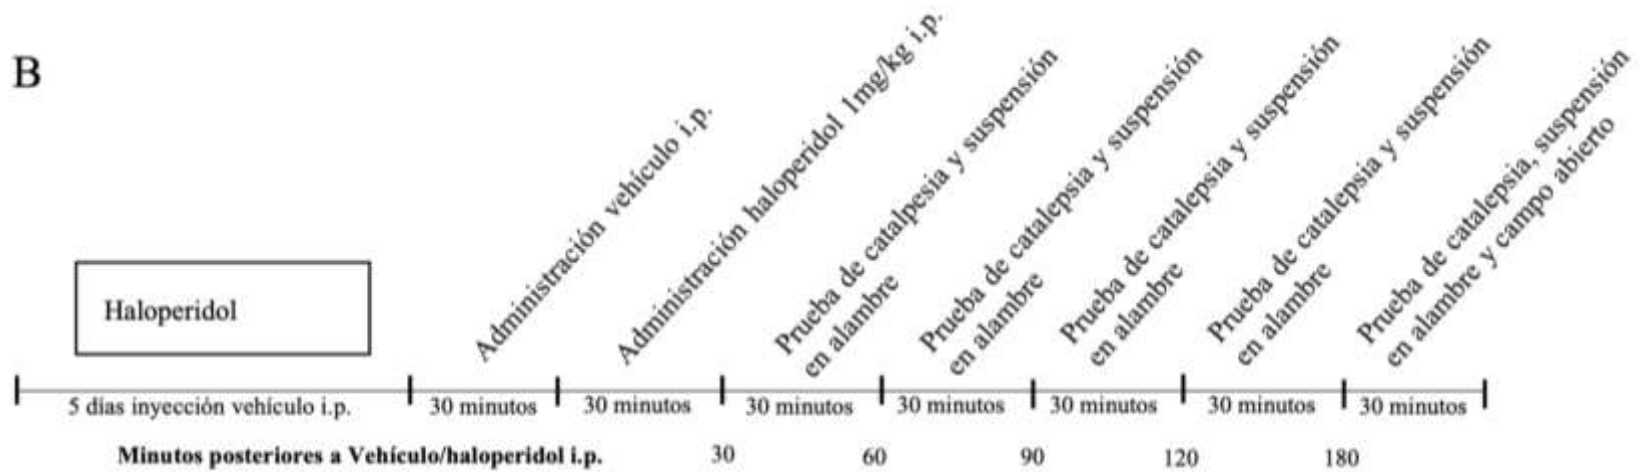 B
Haloperidol
Administración vehículo i.p.
Administración haloperidol 1mg/kg i.p.
Prueba de catalpesia y suspensión
en alambre
Prueba de catalepsia y suspensión
en alambre
Prueba de catalepsia y suspensión
en alambre
Prueba de catalepsia y suspensión
en alambre
Prueba de catalepsia, suspensión
en alambre y campo abierto
5 días inyección vehículo i.p.
30 minutos
30 minutos
30 minutos
30 minutos
30 minutos
30 minutos
30 minutos
Minutos posteriores a Vehículo/haloperidol i.p.
30
60
90
120
180